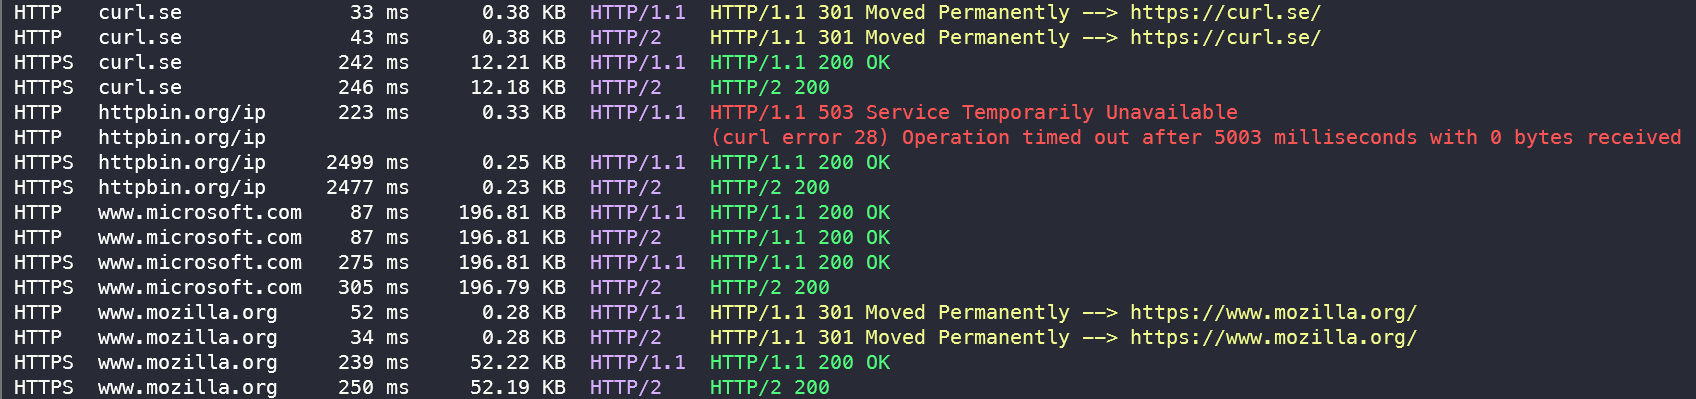 HTTP curl.se 33 ms 0.38 KB HTTP/1.1 HTTP/1.1 301 Moved Permanently --> https://curl.se/
HTTP curl.se 43 ms 0.38 KB HTTP/2 HTTP/1.1 301 Moved Permanently --> https://curl.se/
HTTPS curl.se 242 ms 12.21 KB HTTP/1.1 HTTP/1.1 200 OK
HTTPS curl.se 246 ms 12.18 KB HTTP/2 HTTP/2 200
HTTP httpbin.org/ip 223 ms 0.33 KB HTTP/1.1 HTTP/1.1 503 Service Temporarily Unavailable
HTTP httpbin.org/ip (curl error 28) Operation timed out after 5003 milliseconds with 0 bytes received
HTTPS httpbin.org/ip 2499 ms 0.25 KB HTTP/1.1 HTTP/1.1 200 OK
HTTPS httpbin.org/ip 2477 ms 0.23 KB HTTP/2 HTTP/2 200
HTTP www.microsoft.com 87 ms 196.81 KB HTTP/1.1 HTTP/1.1 200 OK
HTTP www.microsoft.com 87 ms 196.81 KB HTTP/2 HTTP/1.1 200 OK
HTTPS www.microsoft.com 275 ms 196.81 KB HTTP/1.1 HTTP/1.1 200 OK
HTTPS www.microsoft.com 305 ms 196.79 KB HTTP/2 HTTP/2 200
HTTP www.mozilla.org 52 ms 0.28 KB HTTP/1.1 HTTP/1.1 301 Moved Permanently --> https://www.mozilla.org/
HTTP www.mozilla.org 34 ms 0.28 KB HTTP/2 HTTP/1.1 301 Moved Permanently --> https://www.mozilla.org/
HTTPS www.mozilla.org 239 ms 52.22 KB HTTP/1.1 HTTP/1.1 200 OK
HTTPS www.mozilla.org 250 ms 52.19 KB HTTP/2 HTTP/2 200